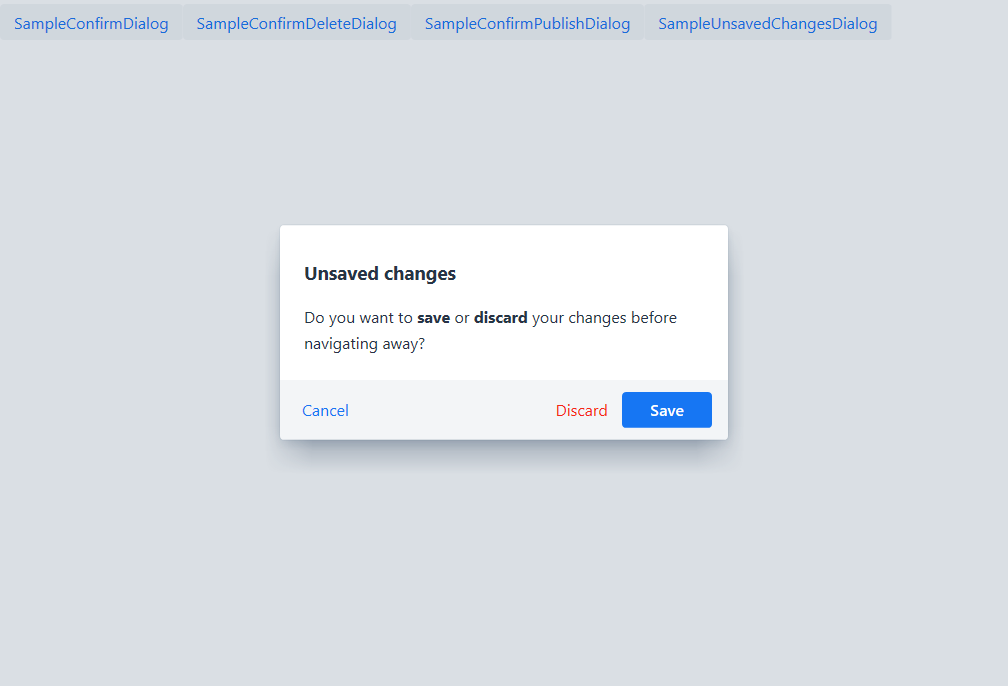 SampleConfirmDialog SampleConfirmDeleteDialog SampleConfirmPublishDialog SampleUnsavedChangesDialog
Unsaved changes
Do you want to save or discard your changes before
navigating away?
Cancel Discard Save